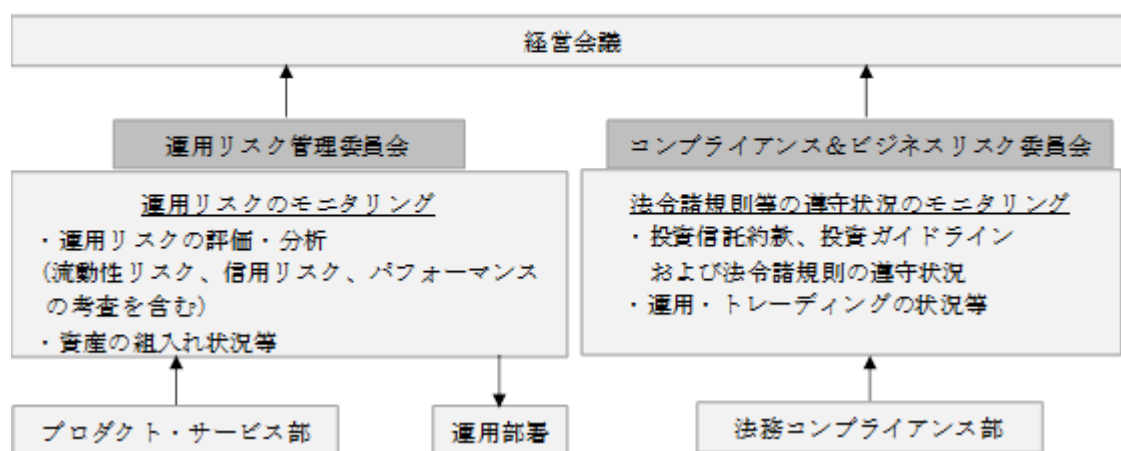 経営会議
運用リスク管理委員会
運用リスクのモニタリング
・運用リスクの評価・分析
(流動性リスク、信用リスク、パフォーマンス
の考査を含む)
・資産の組入れ状況等
プロダクト・サービス部
運用部署
コンプライアンス＆ビジネスリスク委員会
法令諸規則等の遵守状況のモニタリング
・投資信託約款、投資ガイドライン
および法令諸規則の遵守状況
・運用・トレーディングの状況等
法務コンプライアンス部